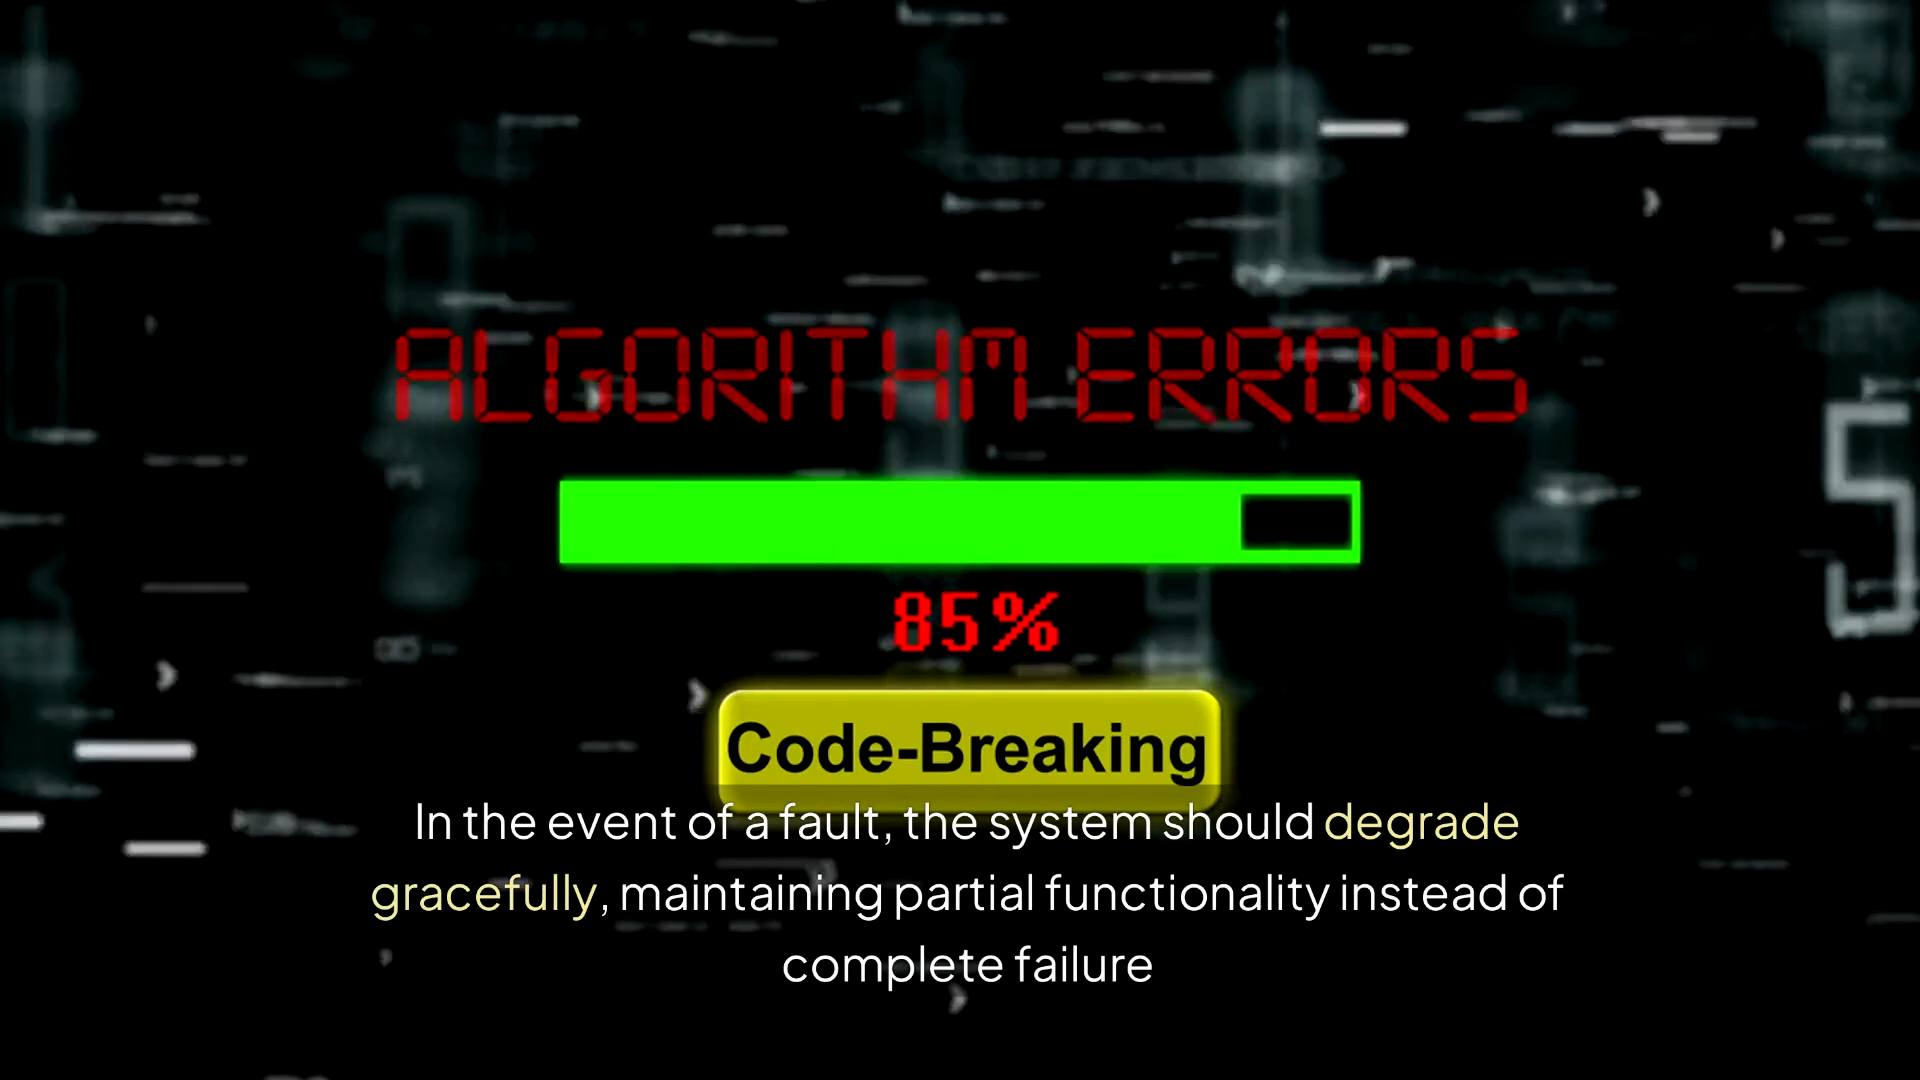 ALGORITHM ERRORS
85%
Code-Breaking
In the event of a fault, the system should degrade
gracefully, maintaining partial functionality instead of
complete failure